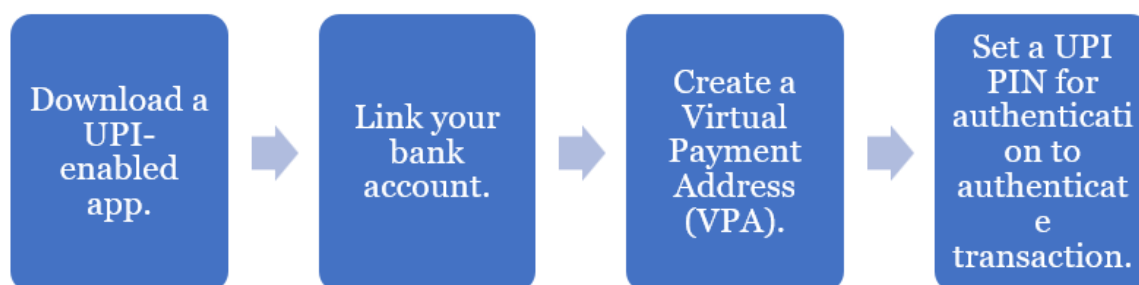 Download a
UPI-
enabled
app.
Link your
bank
account.
Create a
Virtual
Payment
Address
(VPA).
Set a UPI
PIN for
authenticati
on to
authenticat
e
transaction.